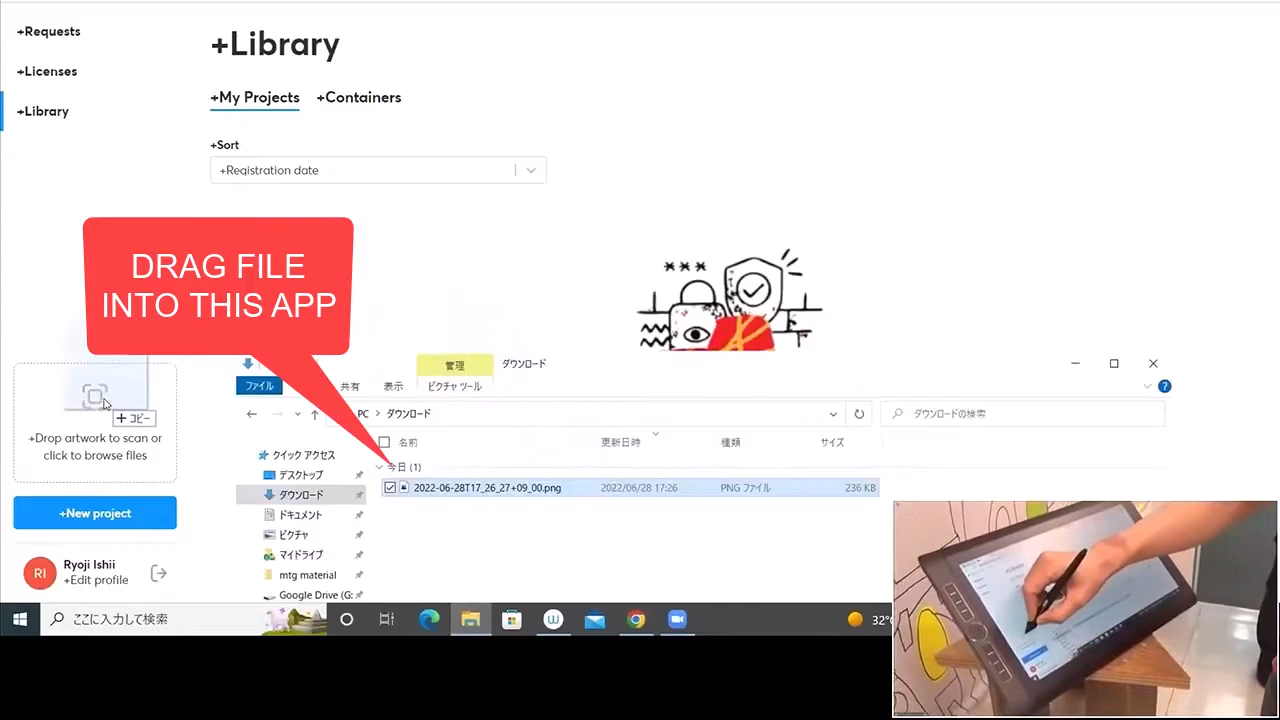 +Requests
+Licenses
+Library
+Library
+My Projects
+Containers
+Sort
+Registration date
DRAG FILE
INTO THIS APP
+コピー
+Drop artwork to scan or
click to browse files
+New project
RI
Ryoji Ishii
+Edit profile
管理
ダウンロード
ファイル
共有
表示
ピクチャ ツール
PC > ダウンロード
ダウンロードの検索
名前
更新日時
種類
サイズ
クイック アクセス
今日 (1)
デスクトップ
2022-06-28T17_26_27+09_00.png
2022/06/28 17:26
PNG ファイル
236 KB
ダウンロード
ドキュメント
ピクチャ
マイドライブ
mtg material
Google Drive (G:
ここに入力して検索
32°